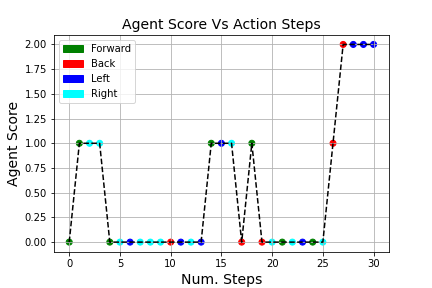 Agent Score Vs Action Steps
2.00
1.75
1.50
1.25
1.00
0.75
0.50
0.25
0.00
Agent Score
Forward
Back
Left
Right
0 5 10 15 20 25 30
Num. Steps